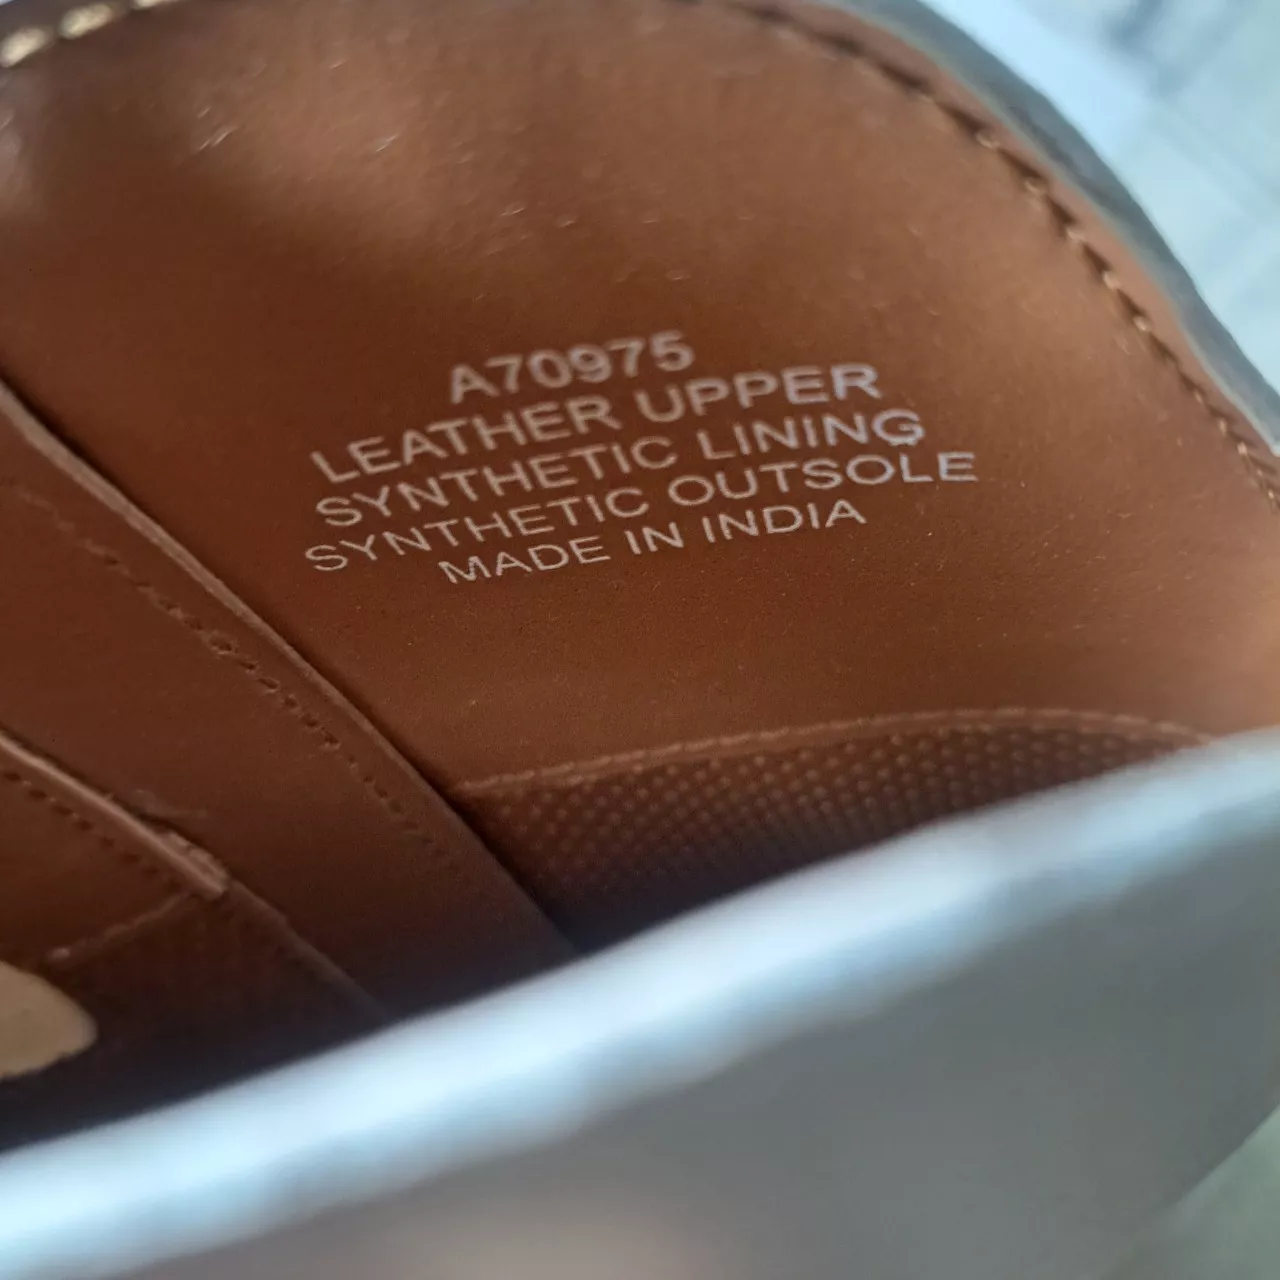 A70975
LEATHER UPPER
SYNTHETIC LINING
SYNTHETIC OUTSOLE
MADE IN INDIA